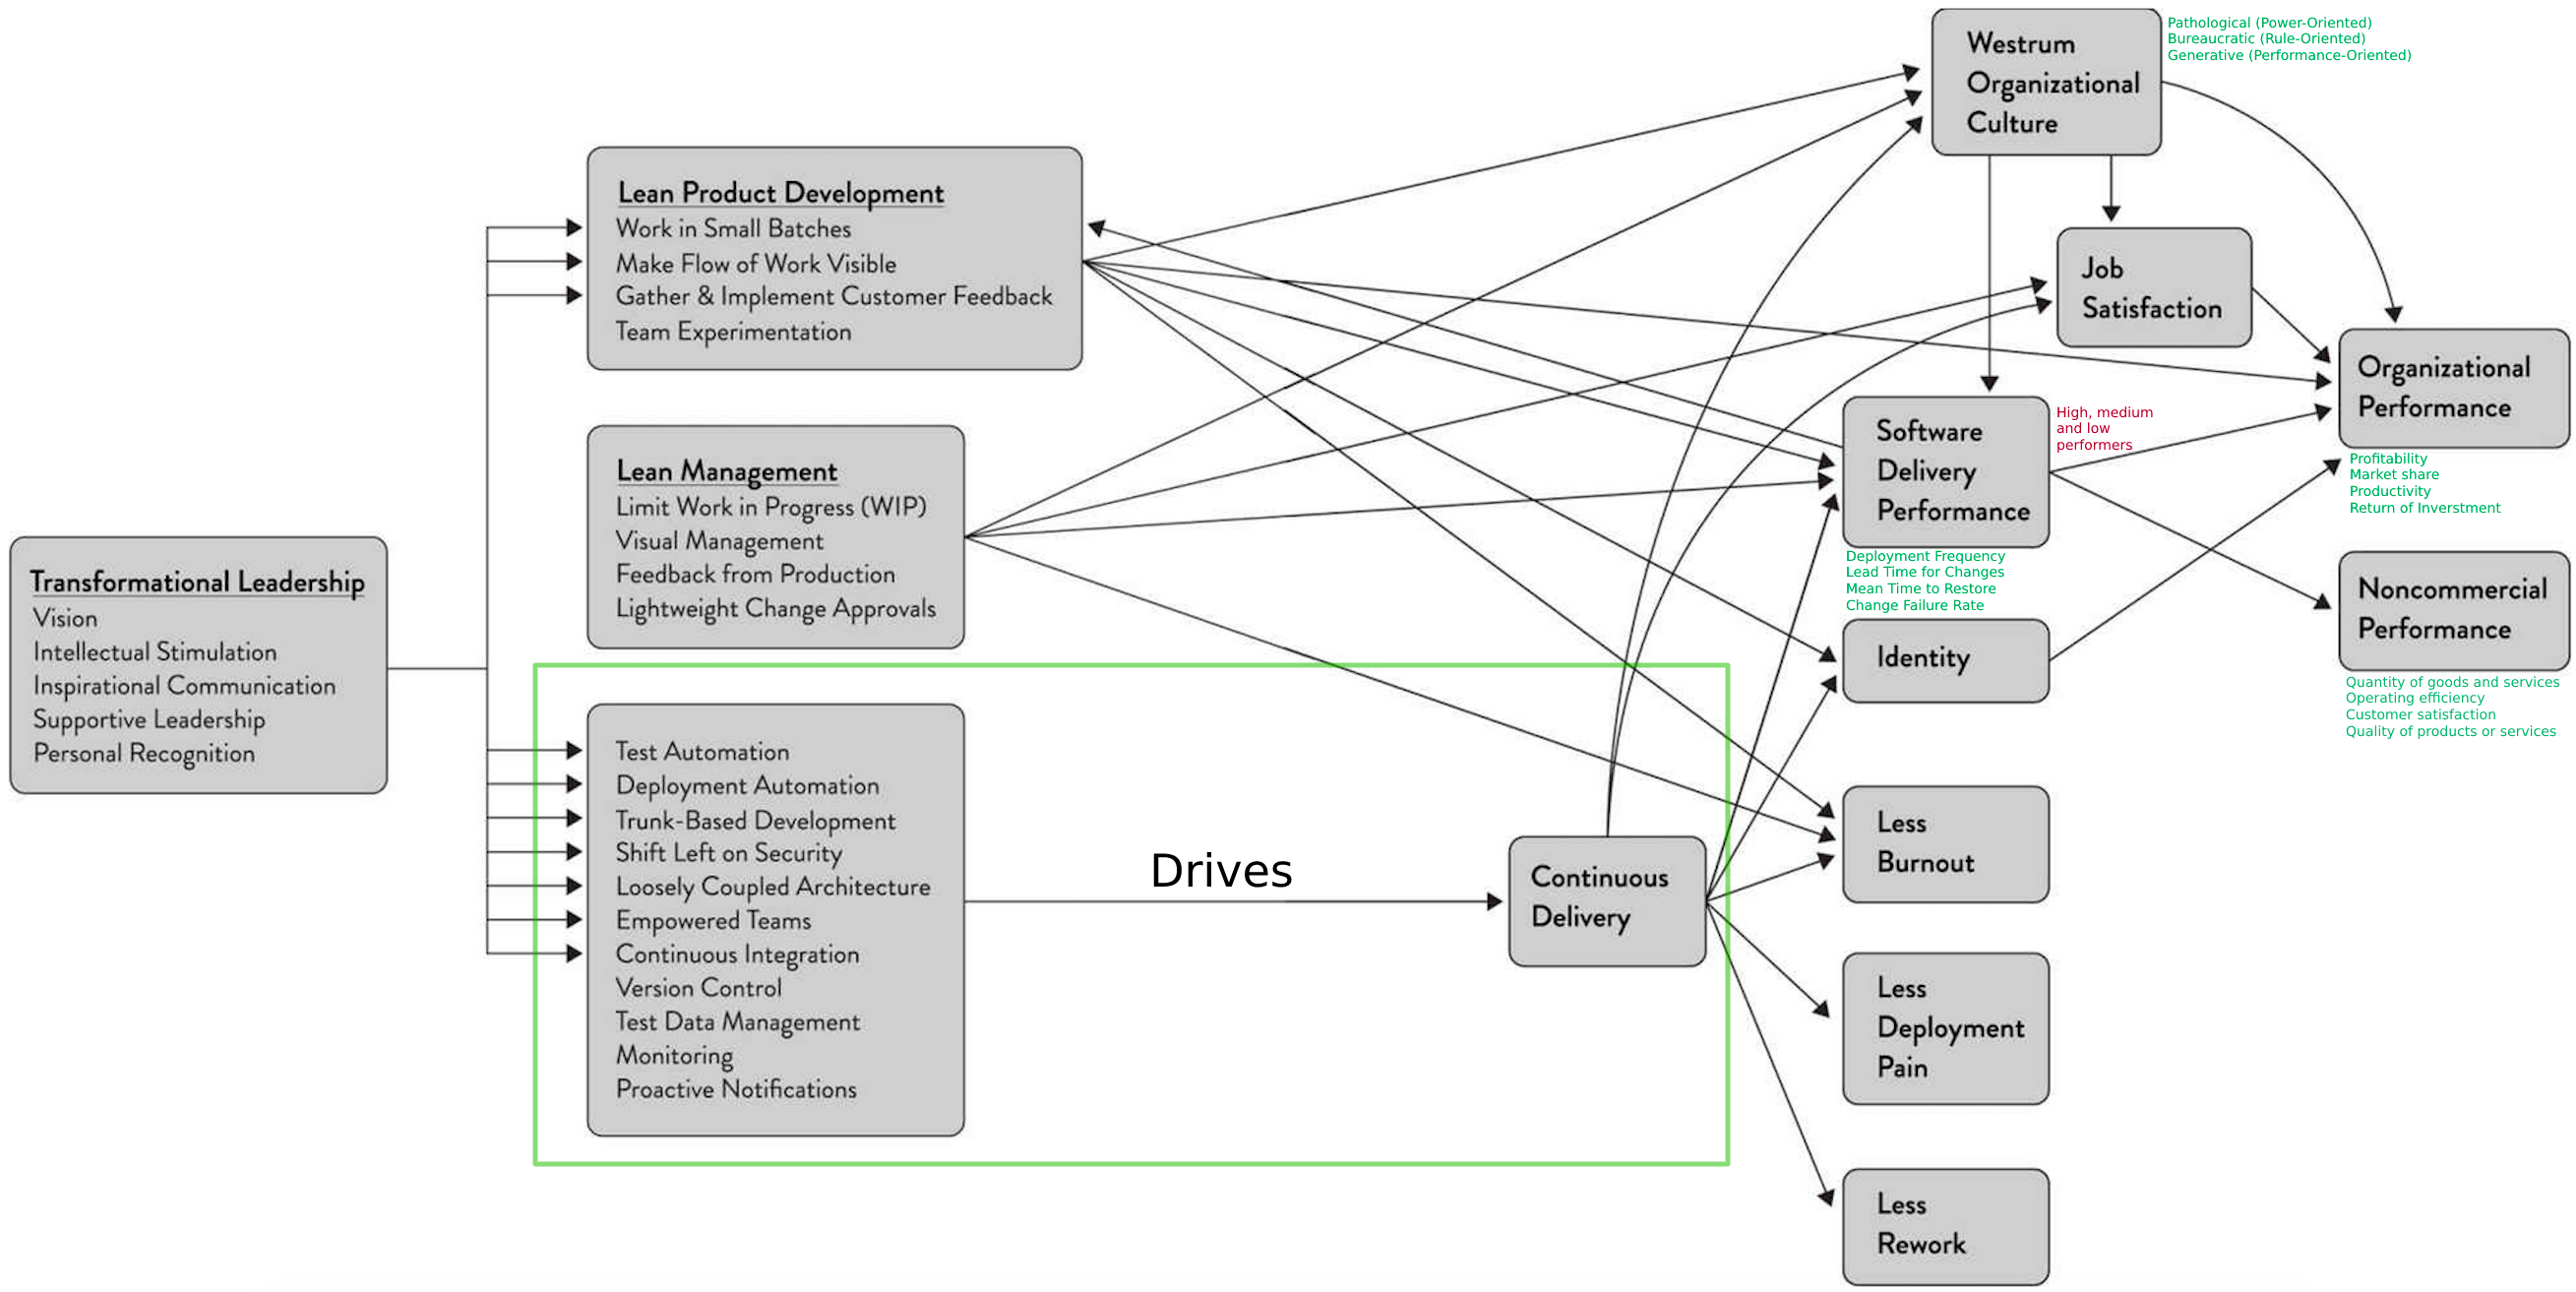 Transformational Leadership
Vision
Intellectual Stimulation
Inspirational Communication
Supportive Leadership
Personal Recognition
Lean Product Development
Work in Small Batches
Make Flow of Work Visible
Gather & Implement Customer Feedback
Team Experimentation
Lean Management
Limit Work in Progress (WIP)
Visual Management
Feedback from Production
Lightweight Change Approvals
Test Automation
Deployment Automation
Trunk-Based Development
Shift Left on Security
Loosely Coupled Architecture
Empowered Teams
Continuous Integration
Version Control
Test Data Management
Monitoring
Proactive Notifications
Drives
Continuous
Delivery
Westrum
Organizational
Culture
Pathological (Power-Oriented)
Bureaucratic (Rule-Oriented)
Generative (Performance-Oriented)
Job
Satisfaction
Software
Delivery
Performance
High, medium
and low
performers
Deployment Frequency
Lead Time for Changes
Mean Time to Restore
Change Failure Rate
Identity
Less
Burnout
Less
Deployment
Pain
Less
Rework
Organizational
Performance
Profitability
Market share
Productivity
Return of Inverstment
Noncommercial
Performance
Quantity of goods and services
Operating efficiency
Customer satisfaction
Quality of products or services